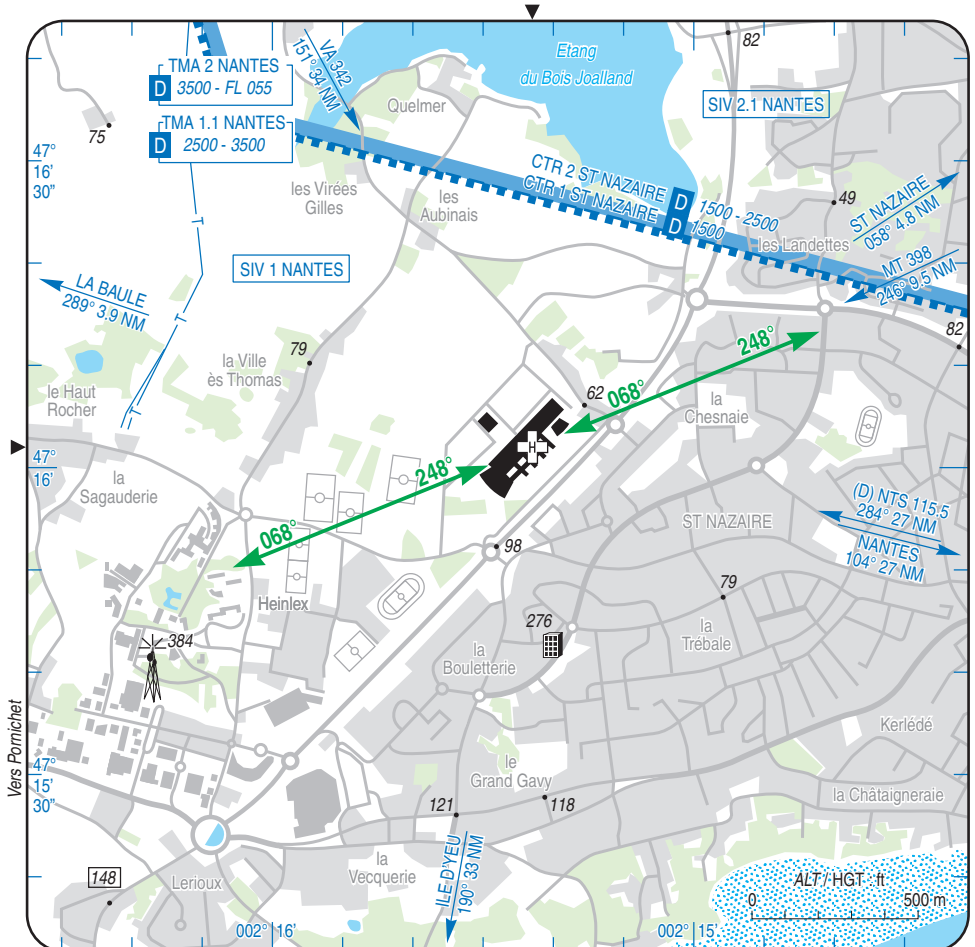 82
TMA 2 NANTES
D 3500 - FL 055
VA 342
151° 34 NM
Etang
du Bois Joalland
SIV 2.1 NANTES
Quelmer
75
TMA 1.1 NANTES
D 2500 - 3500
47°
16'
30"
les Virées
Gilles
les
Aubinais
CTR 2 ST NAZAIRE D 1500 - 2500
CTR 1 ST NAZAIRE D 1500
49
ST NAZAIRE
058° 4.8 NM
les Landettes
MT 398
246° 9.5 NM
T
SIV 1 NANTES
LA BAULE
289° 3.9 NM
T
82
79
la Ville
ès Thomas
248°
le Haut
Rocher
T
62
068°
la
Chesnaie
H
47°
16'
la
Sagauderie
248°
068°
ST NAZAIRE
(D) NTS 115.5
284° 27 NM
NANTES
104° 27 NM
98
Heinlex
79
276
384
la
Bouletterie
la
Trébale
Vers Pornichet
Kerlédé
le
Grand Gavy
47°
15'
30"
121
118
la Châtaigneraie
148
Lerioux
la
Vecquerie
ILE D'YEU
190° 33 NM
ALT / HGT : ft
0
500 m
002° 16'
002° 15'